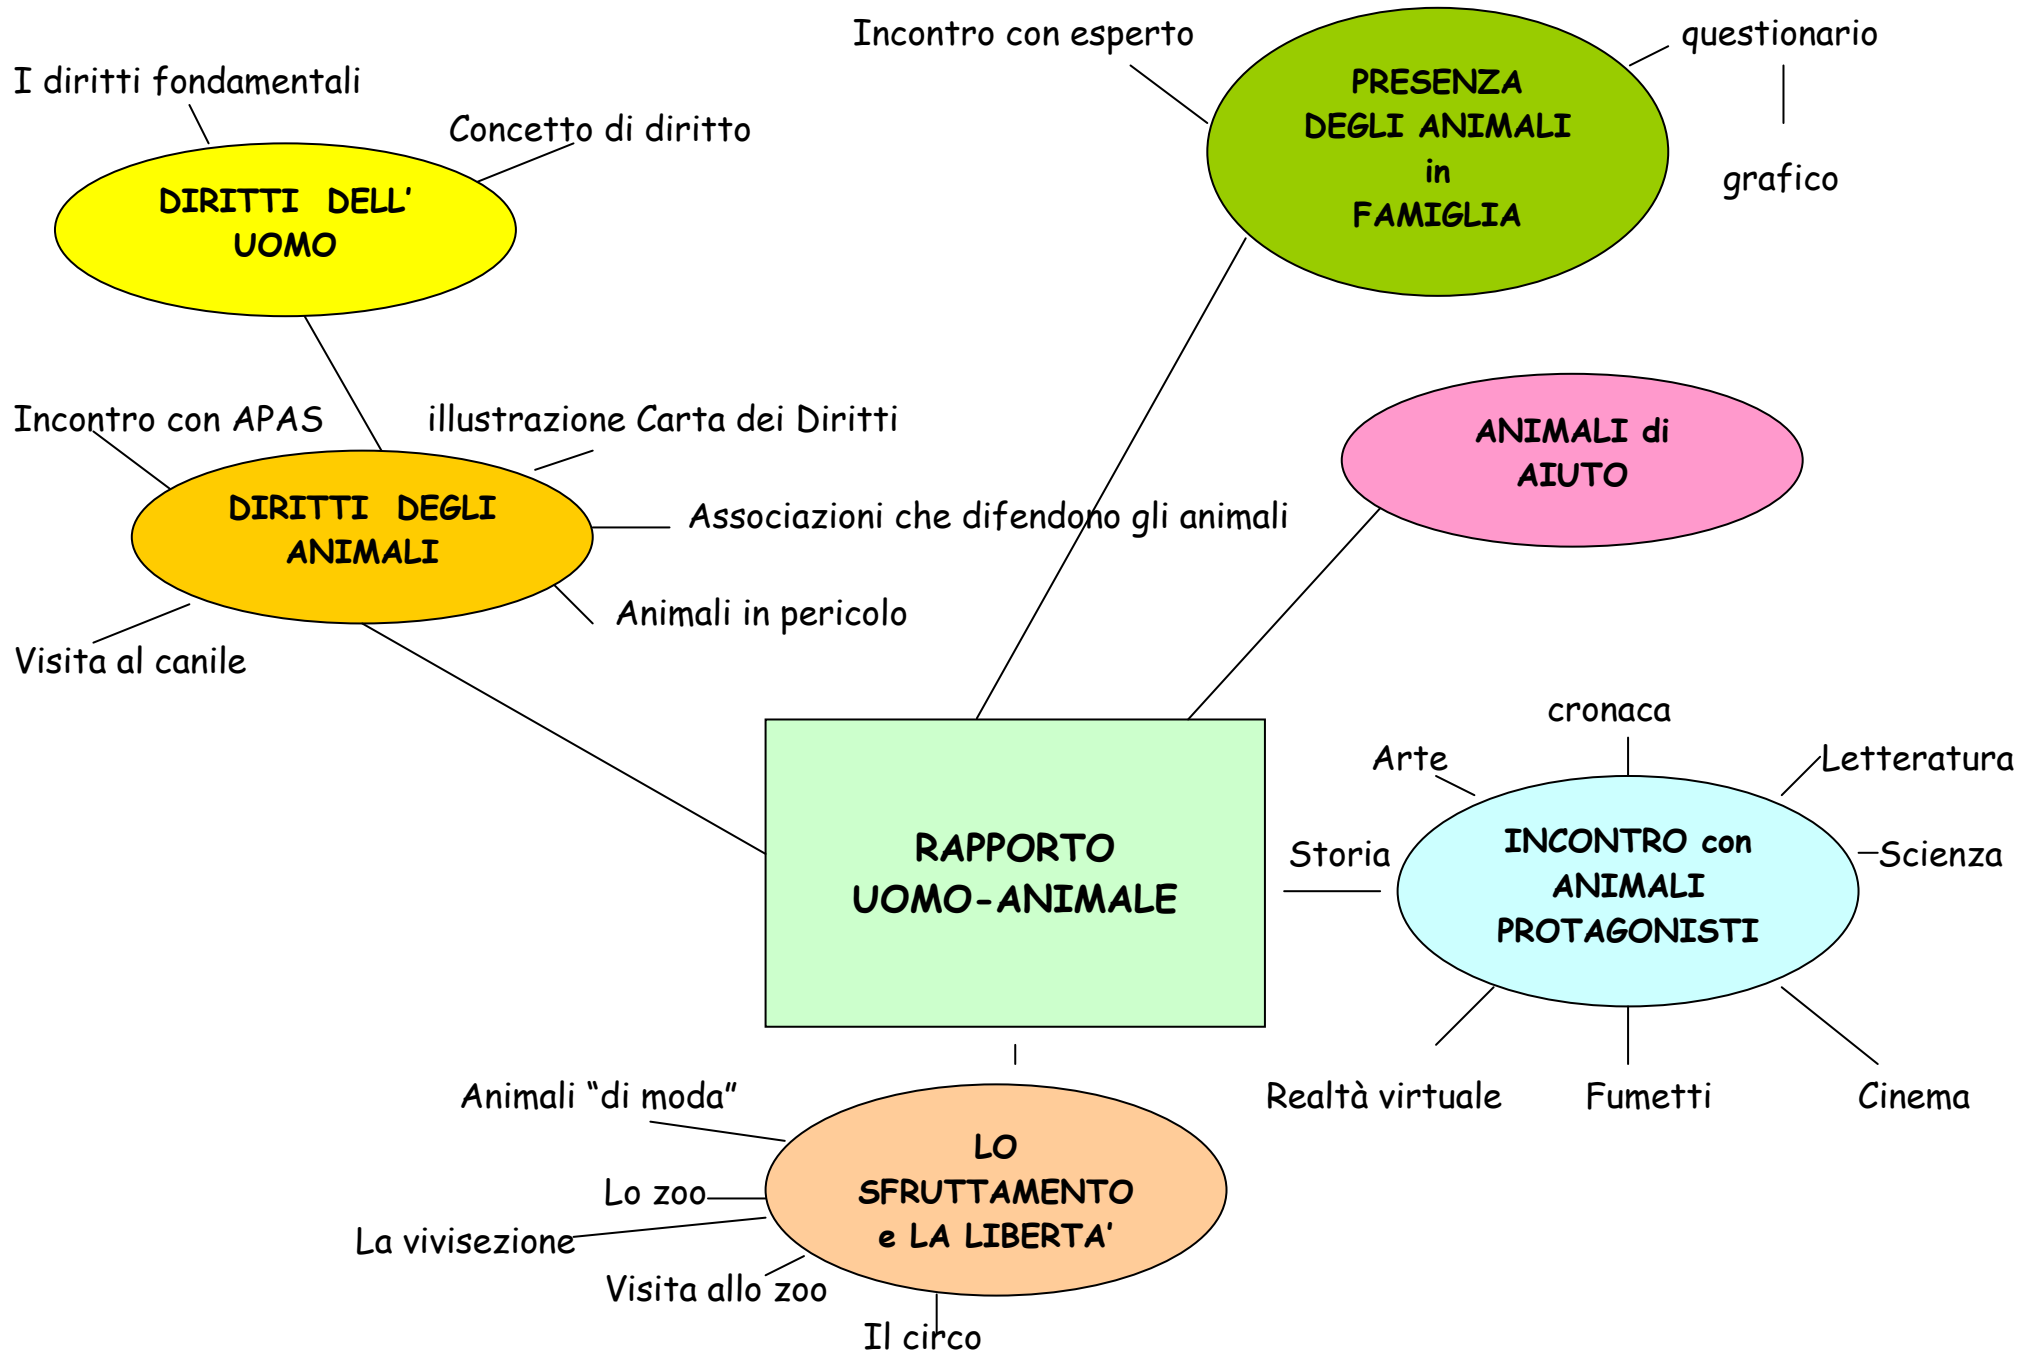 Incontro con esperto
questionario
I diritti fondamentali
PRESENZA
DEGLI ANIMALI
in
FAMIGLIA
Concetto di diritto
grafico
DIRITTI DELL'
UOMO
Incontro con APAS
illustrazione Carta dei Diritti
ANIMALI di
AIUTO
DIRITTI DEGLI
ANIMALI
Associazioni che difendono gli animali
Animali in pericolo
Visita al canile
cronaca
Arte
Letteratura
RAPPORTO
UOMO-ANIMALE
Storia
INCONTRO con
ANIMALI
PROTAGONISTI
Scienza
Animali “di moda”
Realtà virtuale
Fumetti
Cinema
LO
SFRUTTAMENTO
e LA LIBERTA'
Lo zoo
La vivisezione
Visita allo zoo
Il circo